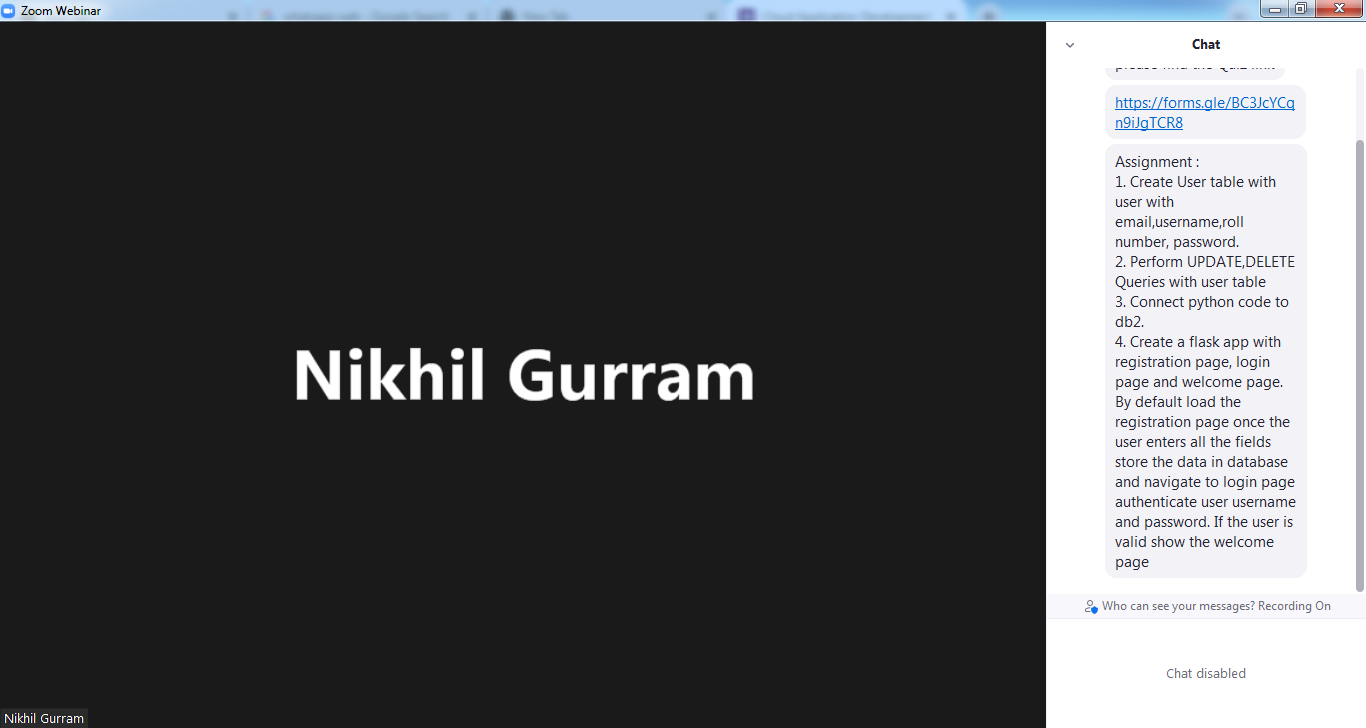 Zoom Webinar
Chat
please find the Quiz link
https://forms.gle/BC3JcYCq
n9iJgTCR8
Assignment :
1. Create User table with
user with
email,username,roll
number, password.
2. Perform UPDATE,DELETE
Queries with user table
3. Connect python code to
db2.
4. Create a flask app with
registration page, login
page and welcome page.
By default load the
registration page once the
user enters all the fields
store the data in database
and navigate to login page
authenticate user username
and password. If the user is
valid show the welcome
page
Who can see your messages? Recording On
Chat disabled
Nikhil Gurram
Nikhil Gurram